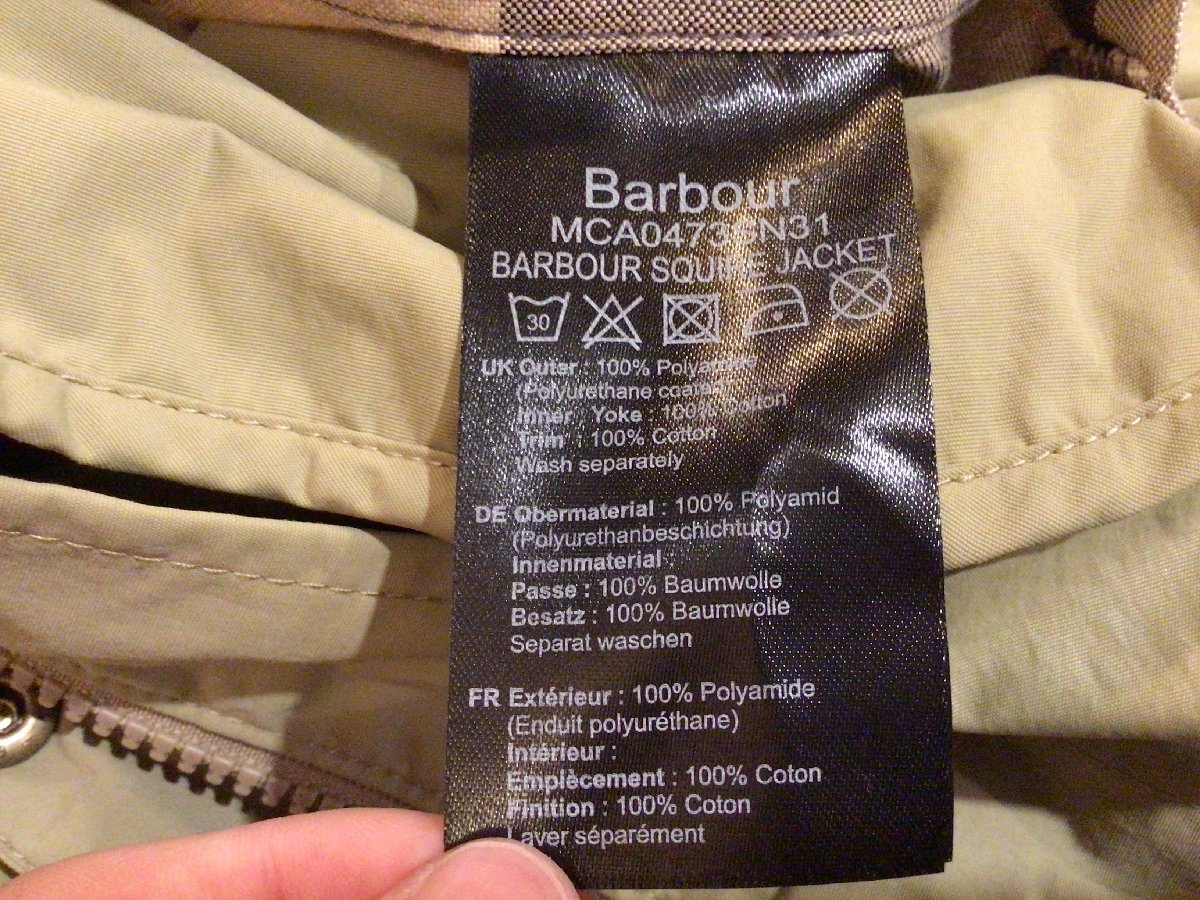 Barbour
MCA0473SN31
BARBOUR SQUIRE JACKET
30
UK Outer : 100% Polyamide
(Polyurethane coated)
Inner Yoke : 100% Cotton
Trim : 100% Cotton
Wash separately
DE Obermaterial : 100% Polyamid
(Polyurethanbeschichtung)
Innenmaterial :
Passe : 100% Baumwolle
Besatz : 100% Baumwolle
Separat waschen
FR Extérieur : 100% Polyamide
(Enduit polyuréthane)
Intérieur :
Emplècement : 100% Coton
Finition : 100% Coton
Laver séparément